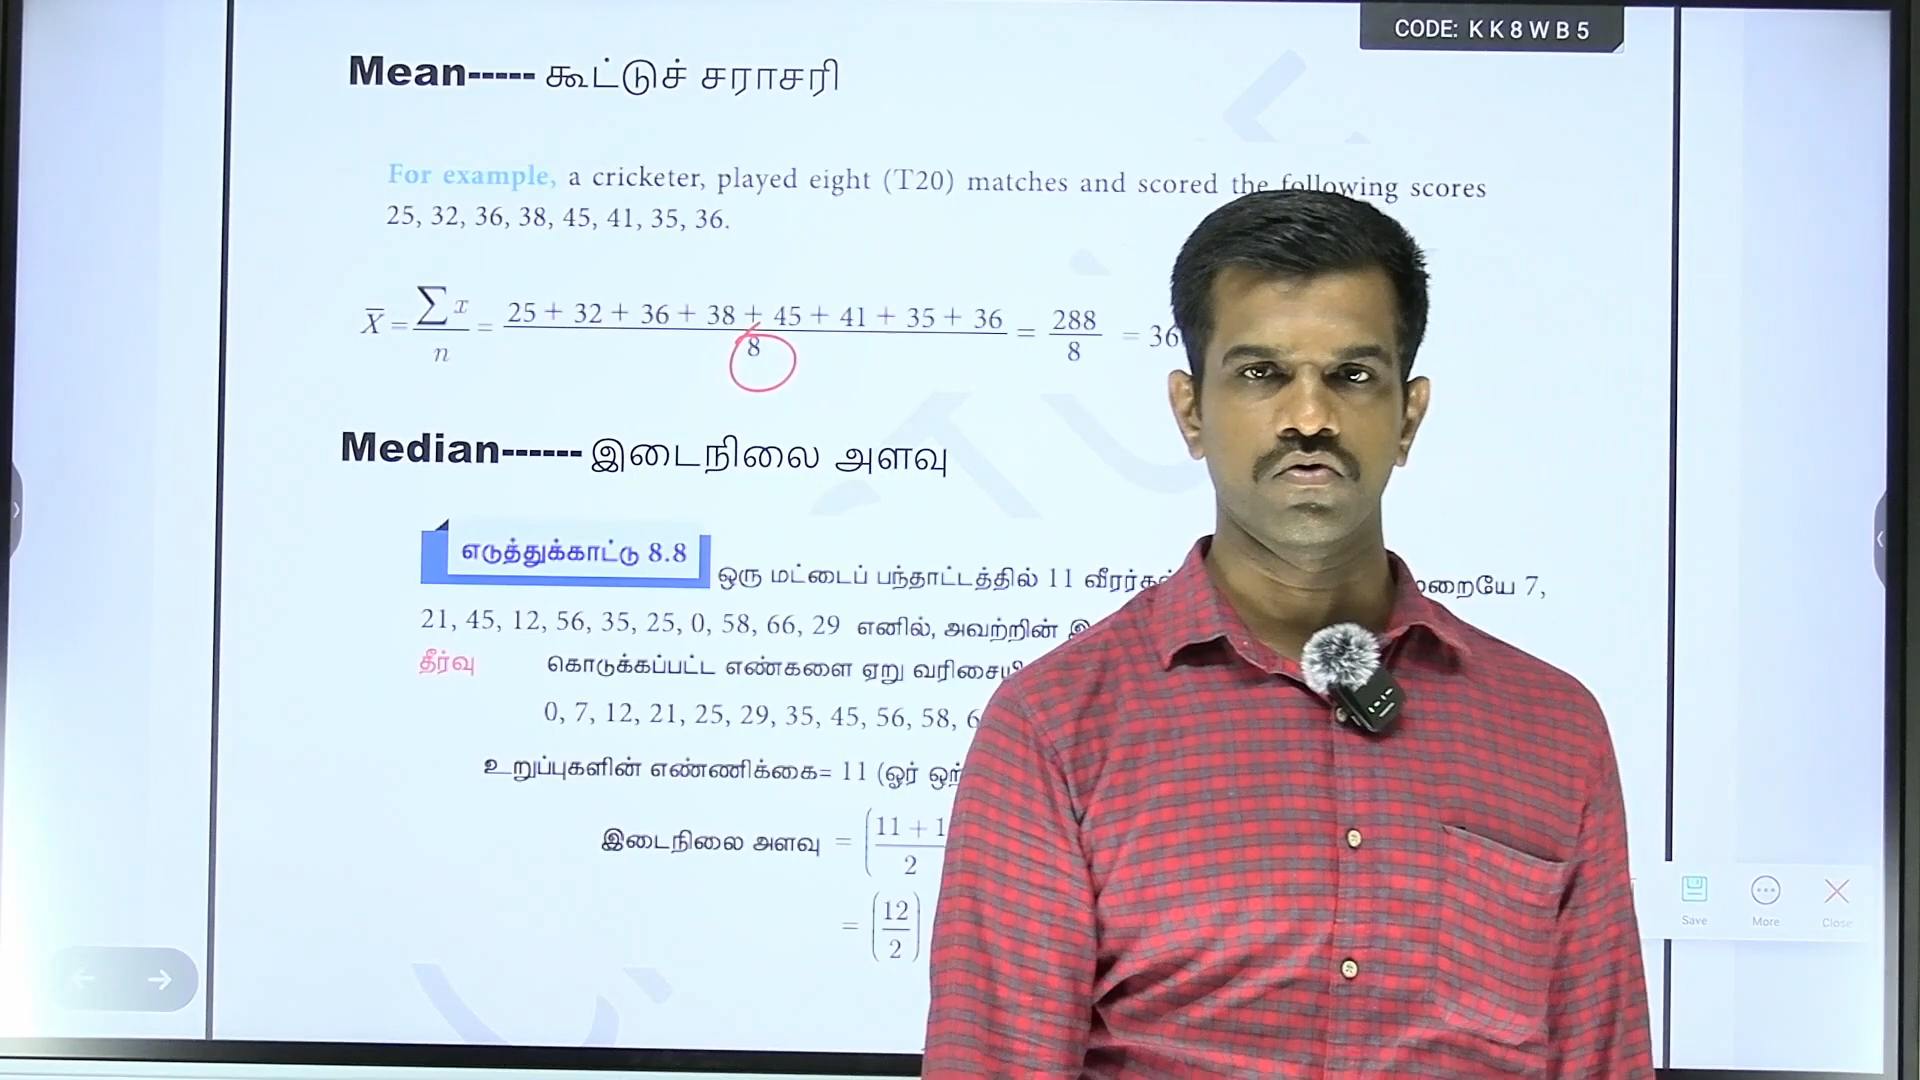 CODE: K K 8 W B 5
Mean----- கூட்டுச் சராசரி
For example, a cricketer, played eight (T20) matches and scored the following scores
25, 32, 36, 38, 45, 41, 35, 36.
X̅ = ∑ x / n = 25 + 32 + 36 + 38 + 45 + 41 + 35 + 36 / 8 = 288 / 8 = 36
Median------ இடைநிலை அளவு
எடுத்துக்காட்டு 8.8 ஒரு மட்டைப் பந்தாட்டத்தில் 11 7,
21, 45, 12, 56, 35, 25, 0, 58, 66, 29 எனில், அவற்றின்
தீர்வு கொடுக்கப்பட்ட எண்களை ஏறு
0, 7, 12, 21, 25, 29, 35, 45, 56, 58,
உறுப்புகளின் எண்ணிக்கை= 11 (ஓர்
இடைநிலை அளவு = (11 + 1 / 2
= (12 / 2)
Save More Close